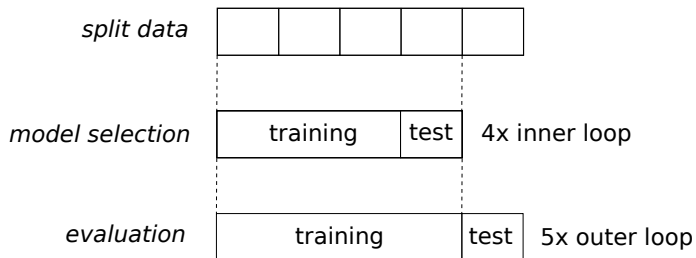 split data
model selection training test 4x inner loop
evaluation training test 5x outer loop